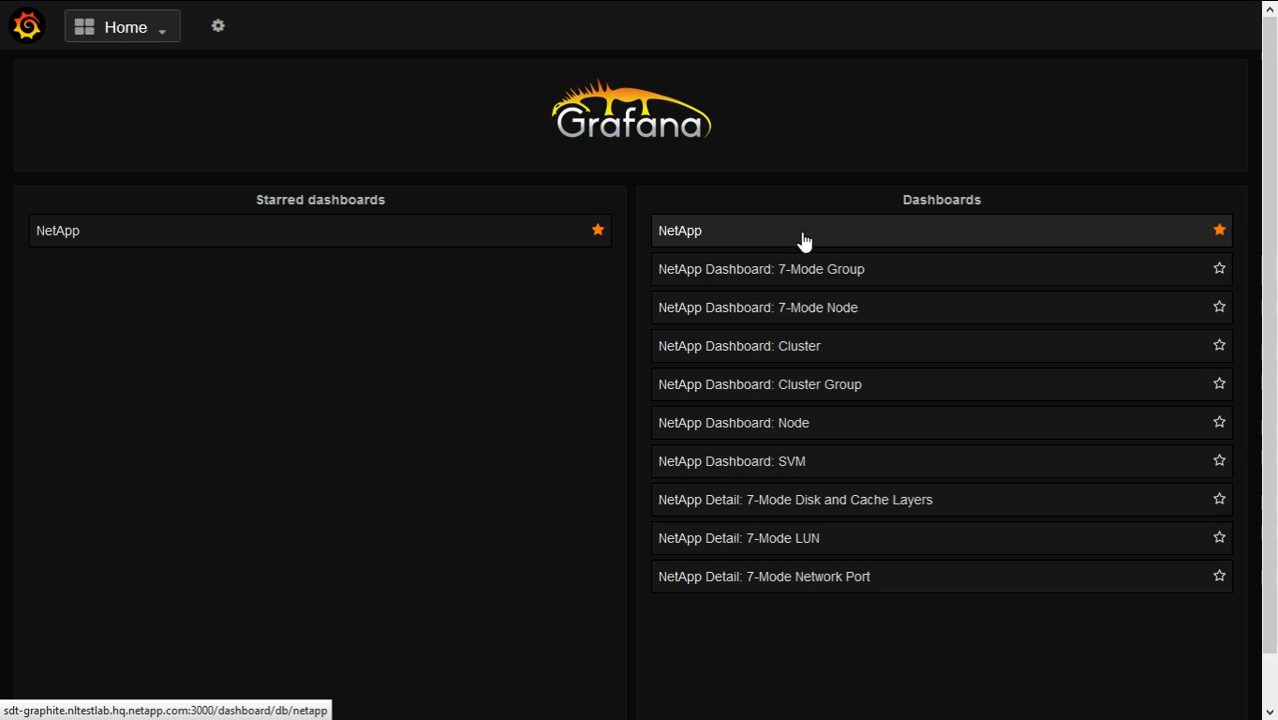 Home
Grafana
Starred dashboards
NetApp
Dashboards
NetApp
NetApp Dashboard: 7-Mode Group
NetApp Dashboard: 7-Mode Node
NetApp Dashboard: Cluster
NetApp Dashboard: Cluster Group
NetApp Dashboard: Node
NetApp Dashboard: SVM
NetApp Detail: 7-Mode Disk and Cache Layers
NetApp Detail: 7-Mode LUN
NetApp Detail: 7-Mode Network Port
sdt-graphite.nltestlab.hq.netapp.com:3000/dashboard/db/netapp